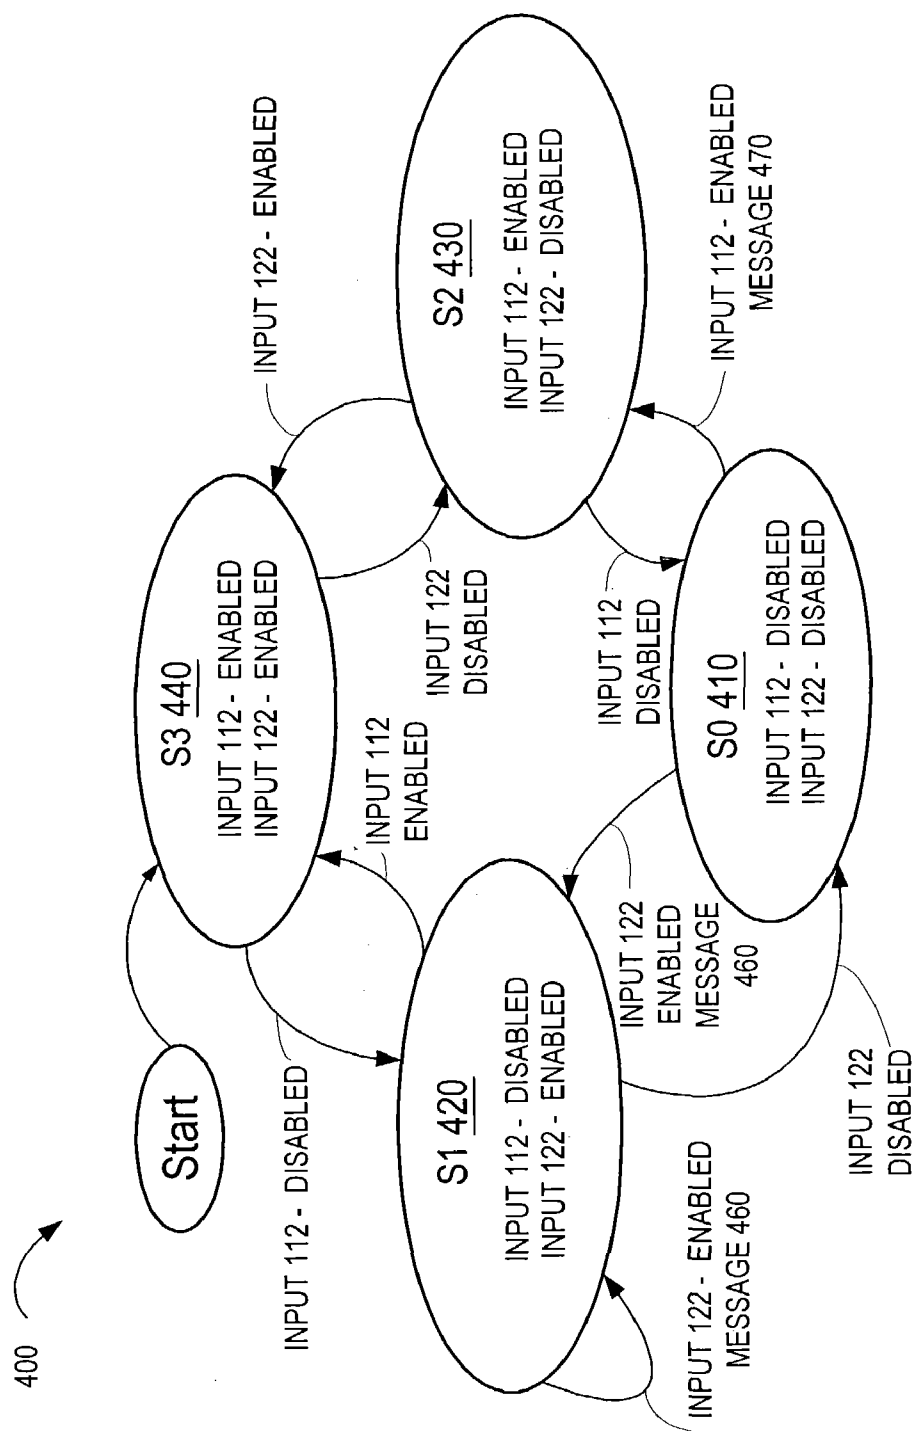 400
Start
S3 440
INPUT 112 - ENABLED
INPUT 122 - ENABLED
INPUT 122 - ENABLED
INPUT 112 - DISABLED
INPUT 112
ENABLED
INPUT 122
DISABLED
S1 420
INPUT 112 - DISABLED
INPUT 122 - ENABLED
S2 430
INPUT 112 - ENABLED
INPUT 122 - DISABLED
INPUT 122
ENABLED
MESSAGE
460
INPUT 112
DISABLED
INPUT 122 - ENABLED
MESSAGE 460
INPUT 112 - ENABLED
MESSAGE 470
S0 410
INPUT 112 - DISABLED
INPUT 122 - DISABLED
INPUT 122
DISABLED